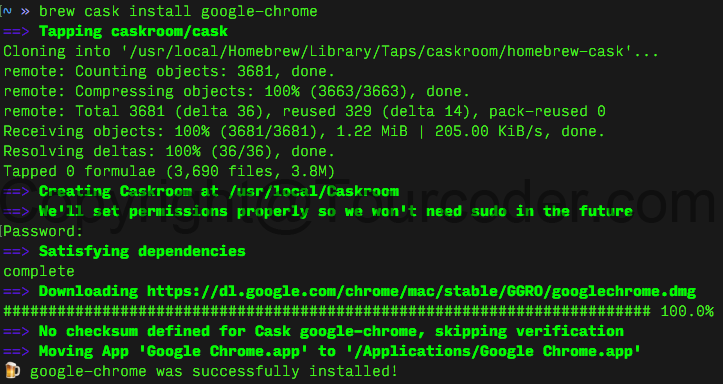 ~ » brew cask install google-chrome
==> Tapping caskroom/cask
Cloning into '/usr/local/Homebrew/Library/Taps/caskroom/homebrew-cask'...
remote: Counting objects: 3681, done.
remote: Compressing objects: 100% (3663/3663), done.
remote: Total 3681 (delta 36), reused 329 (delta 14), pack-reused 0
Receiving objects: 100% (3681/3681), 1.22 MiB | 205.00 KiB/s, done.
Resolving deltas: 100% (36/36), done.
Tapped 0 formulae (3,690 files, 3.8M)
==> Creating Caskroom at /usr/local/Caskroom
==> We'll set permissions properly so we won't need sudo in the future
Copyright@Fourcoder.com
Password:
==> Satisfying dependencies
complete
==> Downloading https://dl.google.com/chrome/mac/stable/GGRO/googlechrome.dmg
######################################################################## 100.0%
==> No checksum defined for Cask google-chrome, skipping verification
==> Moving App 'Google Chrome.app' to '/Applications/Google Chrome.app'
🍺 google-chrome was successfully installed!